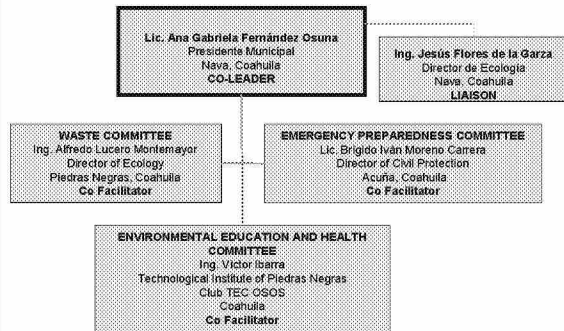 Lic. Ana Gabriela Fernández Osuna
Presidente Municipal
Nava, Coahuila
CO-LEADER
Ing. Jesús Flores de la Garza
Director de Ecología
Nava, Coahuila
LIAISON
WASTE COMMITTEE
Ing. Alfredo Lucero Montemayor
Director of Ecology
Piedras Negras, Coahuila
Co Facilitator
EMERGENCY PREPAREDNESS COMMITTEE
Lic. Brígido Iván Moreno Carrera
Director of Civil Protection
Acuña, Coahuila
Co Facilitator
ENVIRONMENTAL EDUCATION AND HEALTH
COMMITTEE
Ing. Víctor Ibarra
Technological Institute of Piedras Negras
Club TEC OSOS
Coahuila
Co Facilitator